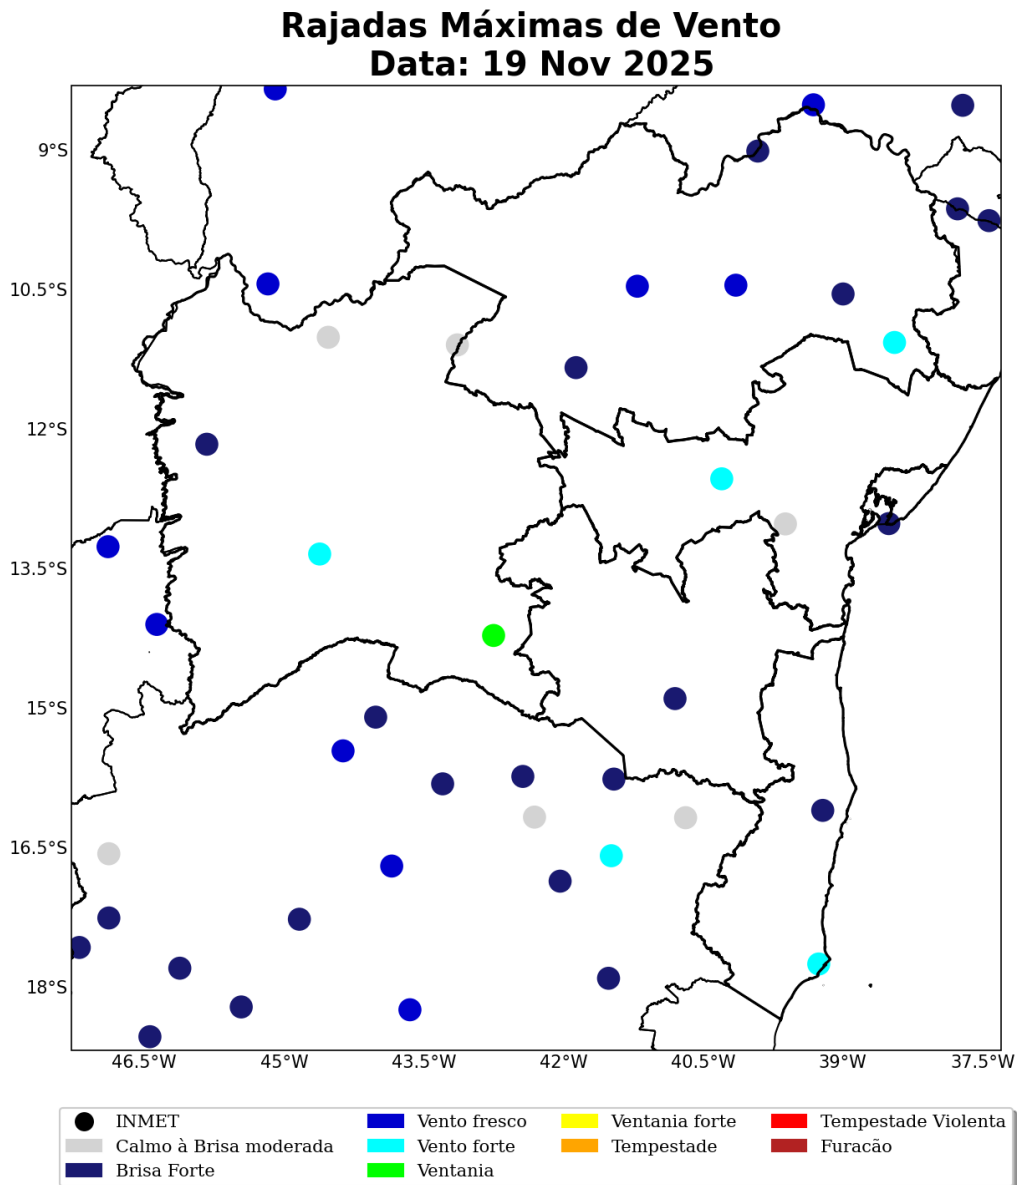 Rajadas Máximas de Vento
Data: 19 Nov 2025
9°S
10.5°S
12°S
13.5°S
15°S
16.5°S
18°S
46.5°W 45°W 43.5°W 42°W 40.5°W 39°W 37.5°W
INMET
Calmo à Brisa moderada
Brisa Forte
Vento fresco
Vento forte
Ventania
Ventania forte
Tempestade
Tempestade Violenta
Furacão